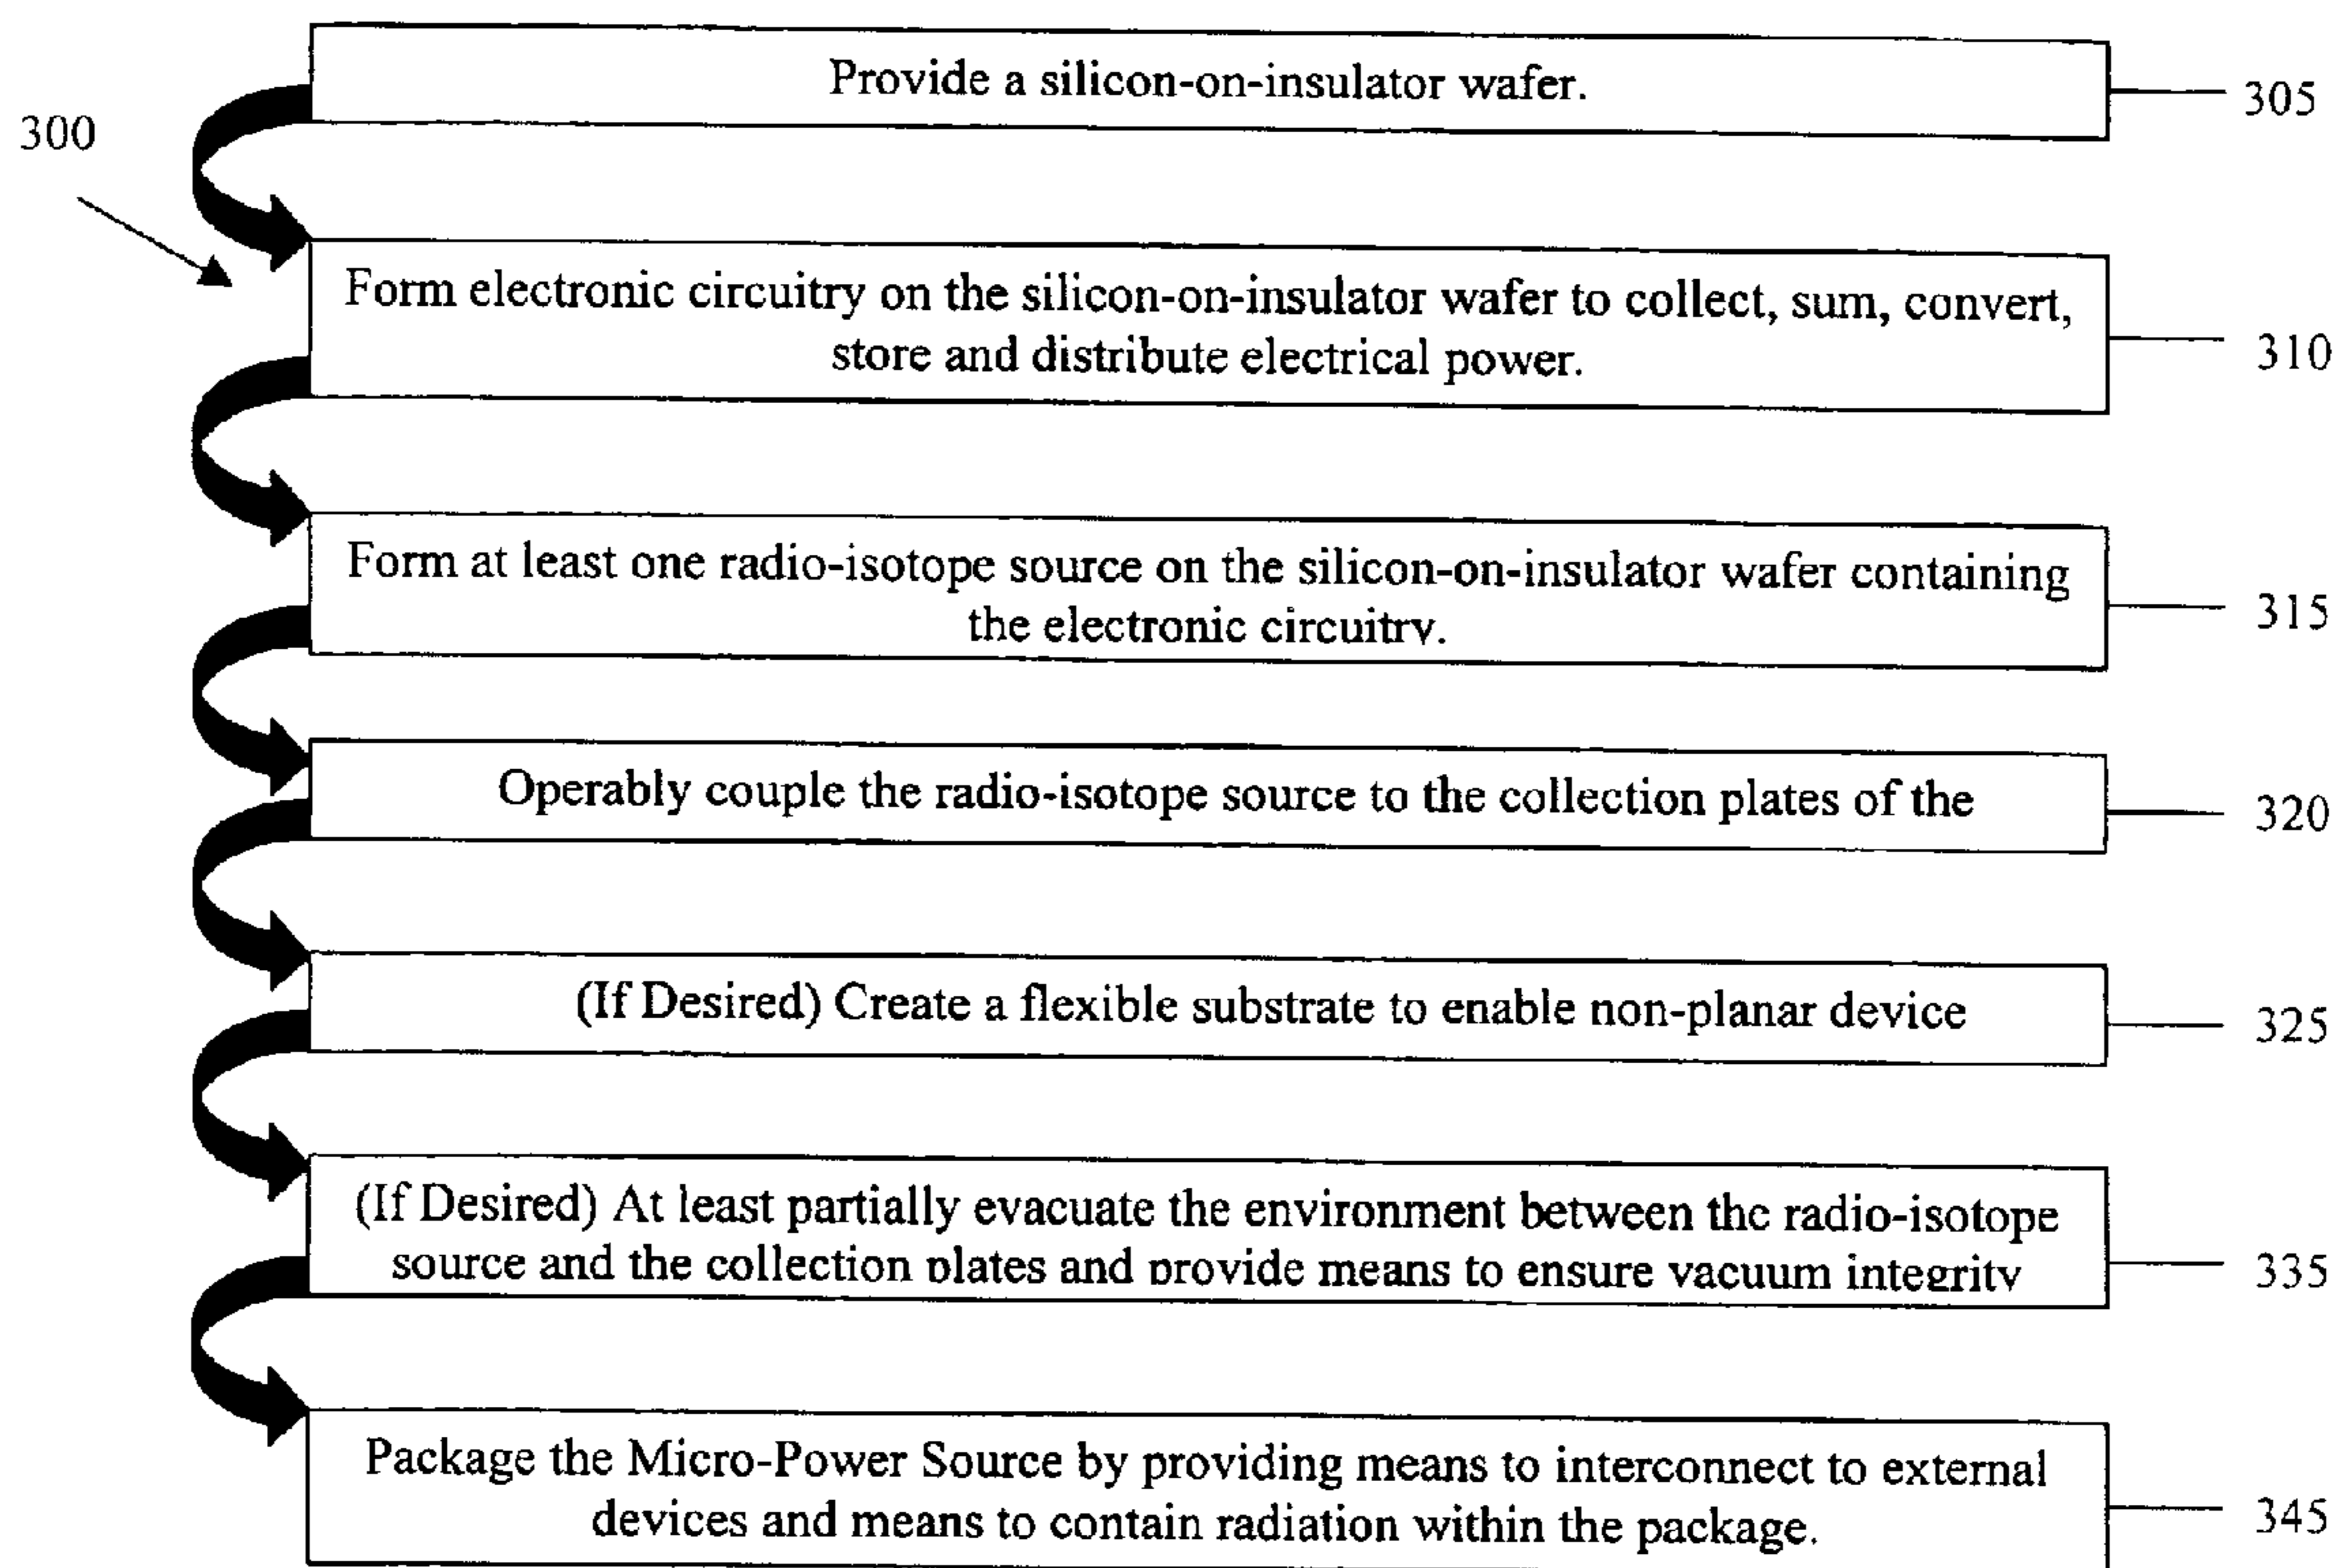 300
Provide a silicon-on-insulator wafer.
305
Form electronic circuitry on the silicon-on-insulator wafer to collect, sum, convert,
store and distribute electrical power.
310
Form at least one radio-isotope source on the silicon-on-insulator wafer containing
the electronic circuitry.
315
Operably couple the radio-isotope source to the collection plates of the
320
(If Desired) Create a flexible substrate to enable non-planar device
325
(If Desired) At least partially evacuate the environment between the radio-isotope
source and the collection plates and provide means to ensure vacuum integrity
335
Package the Micro-Power Source by providing means to interconnect to external
devices and means to contain radiation within the package.
345